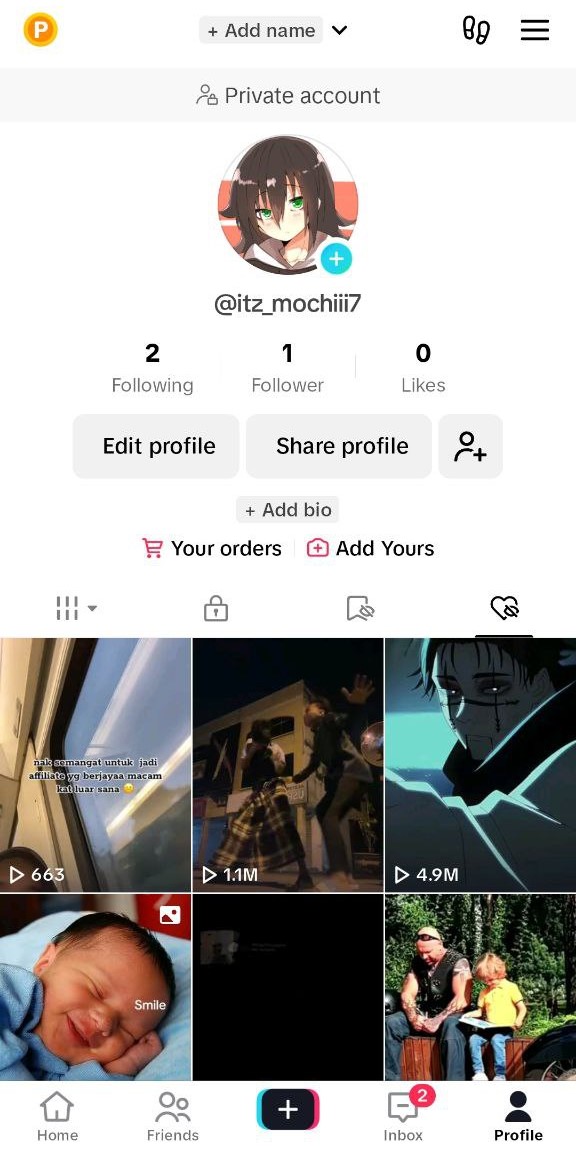 P
+ Add name
Private account
@itz_mochiii7
2 1 0
Following Follower Likes
Edit profile Share profile
+ Add bio
Your orders Add Yours
nak semangat untuk jadi
affiliate yg berjayaa macam
kat luar sana 🥲
663 1.1M 4.9M
Smile
2
Home Friends Inbox Profile